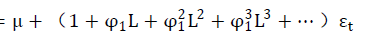 = μ + （1 + φ₁L + φ₁²L² + φ₁³L³ + ⋯ ）εₜ